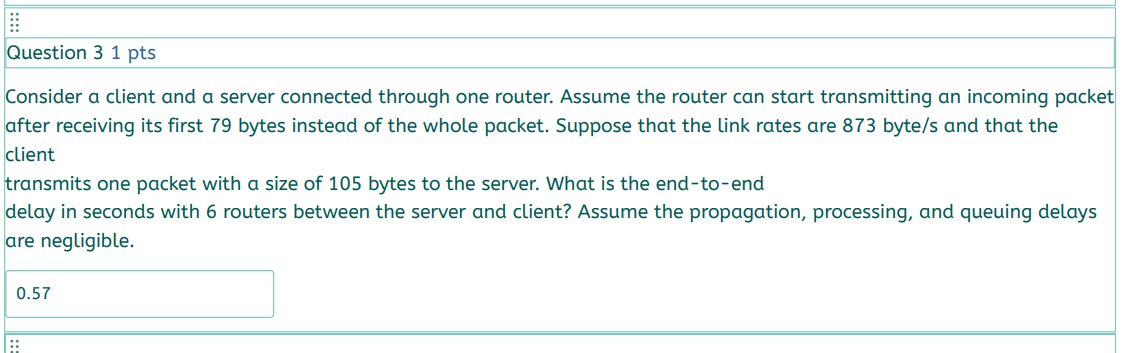 Question 3 1 pts
Consider a client and a server connected through one router. Assume the router can start transmitting an incoming packet
after receiving its first 79 bytes instead of the whole packet. Suppose that the link rates are 873 byte/s and that the
client
transmits one packet with a size of 105 bytes to the server. What is the end-to-end
delay in seconds with 6 routers between the server and client? Assume the propagation, processing, and queuing delays
are negligible.
0.57